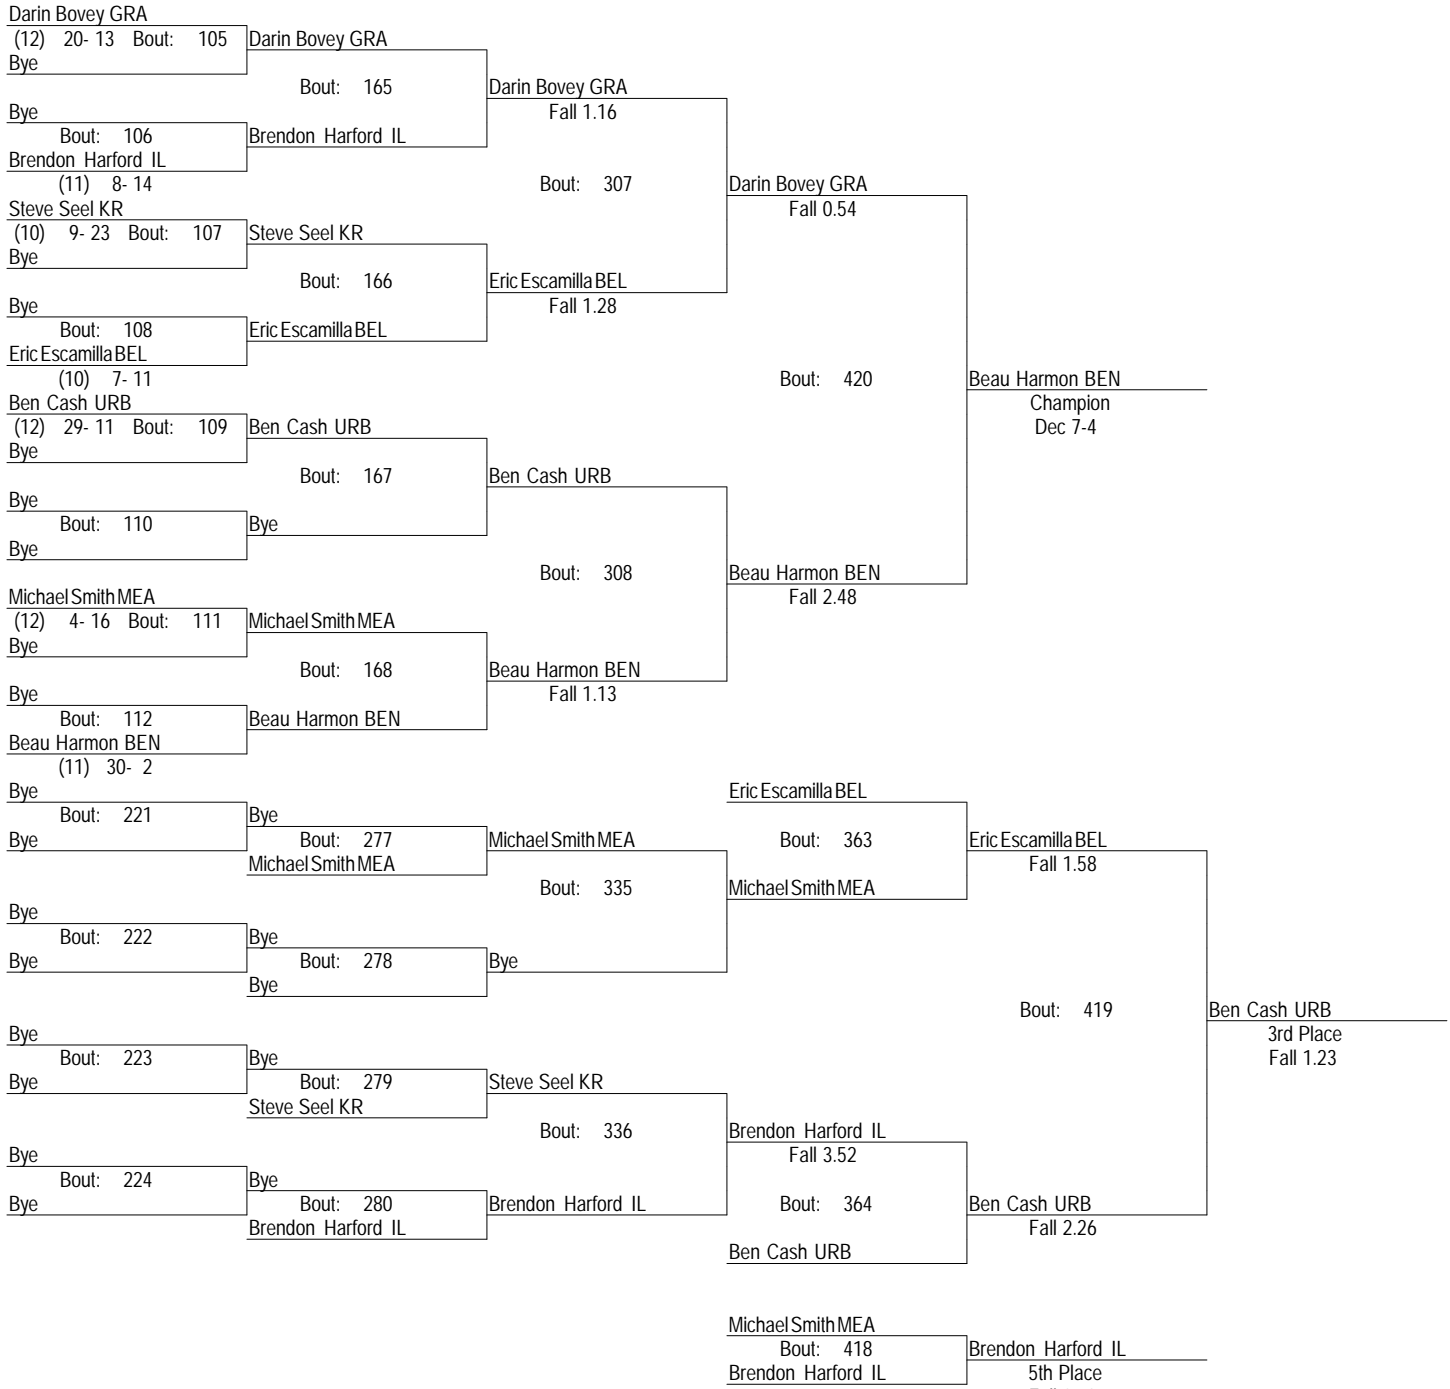 Darin Bovey GRA
(12) 20- 13 Bout: 105 Darin Bovey GRA
Bye
Bout: 165 Darin Bovey GRA
Bye Fall 1.16
Bout: 106 Brendon Harford IL
Brendon Harford IL
(11) 8- 14 Bout: 307 Darin Bovey GRA
Steve Seel KR Fall 0.54
(10) 9- 23 Bout: 107 Steve Seel KR
Bye
Bout: 166 Eric Escamilla BEL
Bye Fall 1.28
Bout: 108 Eric Escamilla BEL
Eric Escamilla BEL
(10) 7- 11 Bout: 420 Beau Harmon BEN
Ben Cash URB Champion
(12) 29- 11 Bout: 109 Ben Cash URB Dec 7-4
Bye
Bout: 167 Ben Cash URB
Bye
Bout: 110 Bye
Bye
Bout: 308 Beau Harmon BEN
Michael Smith MEA Fall 2.48
(12) 4- 16 Bout: 111 Michael Smith MEA
Bye
Bout: 168 Beau Harmon BEN
Bye Fall 1.13
Bout: 112 Beau Harmon BEN
Beau Harmon BEN
(11) 30- 2
Bye Eric Escamilla BEL
Bout: 221 Bye
Bye Bout: 277 Michael Smith MEA Bout: 363 Eric Escamilla BEL
Michael Smith MEA Fall 1.58
Bout: 335 Michael Smith MEA
Bye
Bout: 222 Bye
Bye Bout: 278 Bye
Bye
Bout: 419 Ben Cash URB
Bye 3rd Place
Bout: 223 Bye Fall 1.23
Bye Bout: 279 Steve Seel KR
Steve Seel KR
Bout: 336 Brendon Harford IL
Bye Fall 3.52
Bout: 224 Bye
Bye Bout: 280 Brendon Harford IL Bout: 364 Ben Cash URB
Brendon Harford IL Fall 2.26
Ben Cash URB
Michael Smith MEA
Bout: 418 Brendon Harford IL
Brendon Harford IL 5th Place